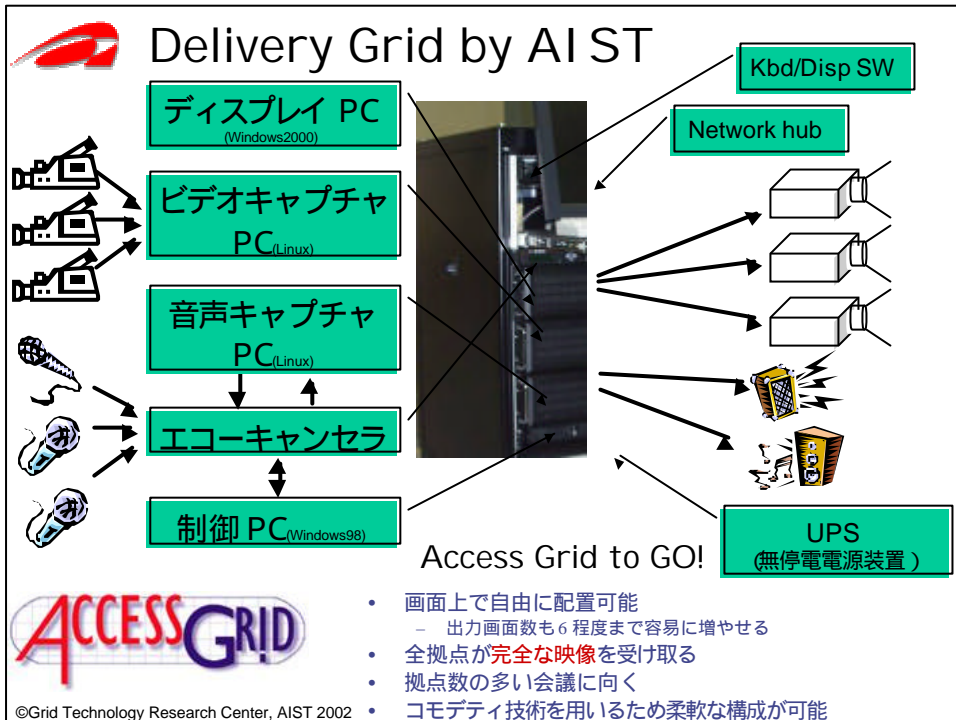 Delivery Grid by AIST
Kbd/Disp SW
ディスプレイ PC
(Windows2000)
Network hub
ビデオキャプチャ
PC(Linux)
音声キャプチャ
PC(Linux)
エコーキャンセラ
制御 PC(Windows98)
Access Grid to GO!
UPS
(無停電電源装置)
ACCESS GRID
• 画面上で自由に配置可能
– 出力画面数も6程度まで容易に増やせる
• 全拠点が完全な映像を受け取る
• 拠点数の多い会議に向く
• コモデティ技術を用いるため柔軟な構成が可能
©Grid Technology Research Center, AIST 2002